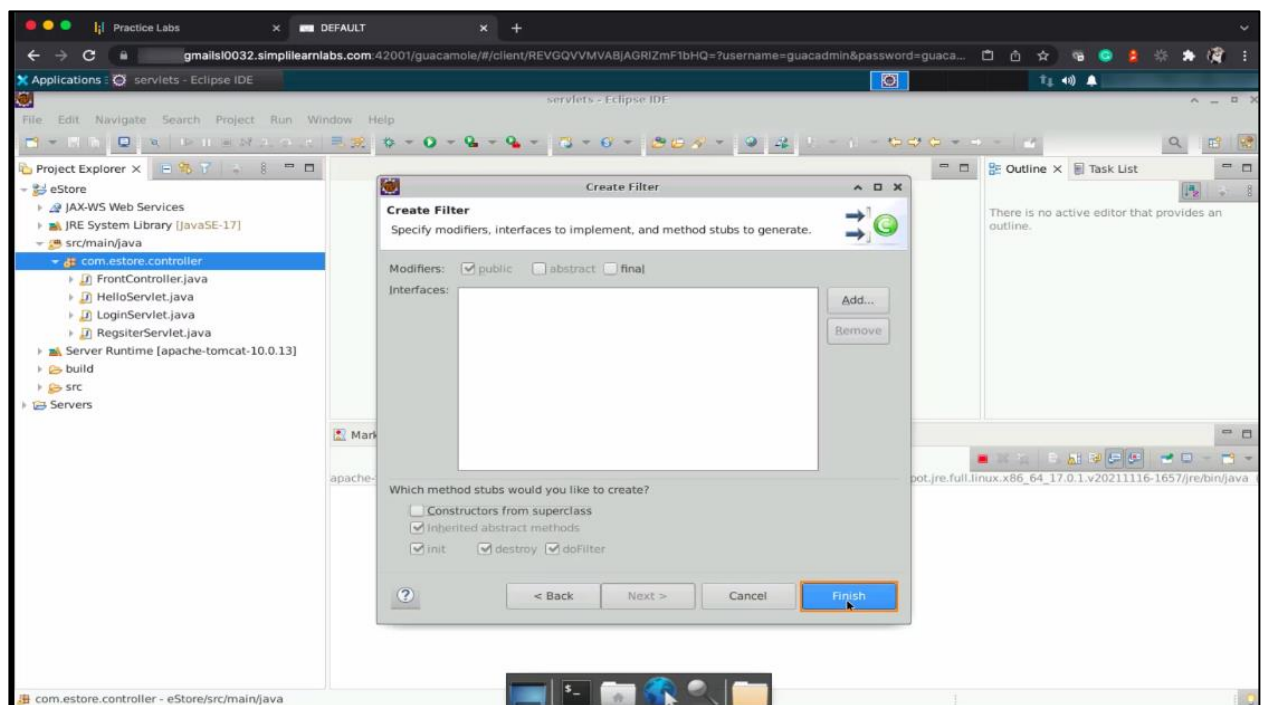 Practice Labs
DEFAULT
gmailsl0032.simplilearnlabs.com:42001/guacamole/#/client/REVGQVVMVABjAGRIZmF1bHQ=?username=guacadmin&password=guaca...
Applications
servlets - Eclipse IDE
servlets - Eclipse IDE
File Edit Navigate Search Project Run Window Help
Project Explorer
eStore
JAX-WS Web Services
JRE System Library [JavaSE-17]
src/main/java
com.estore.controller
FrontController.java
HelloServlet.java
LoginServlet.java
RegsiterServlet.java
Server Runtime [apache-tomcat-10.0.13]
build
src
Servers
Create Filter
Create Filter
Specify modifiers, interfaces to implement, and method stubs to generate.
Modifiers: public abstract final
Interfaces:
Add...
Remove
Which method stubs would you like to create?
Constructors from superclass
Inherited abstract methods
init destroy doFilter
< Back Next > Cancel Finish
Outline Task List
There is no active editor that provides an
outline.
Mark
apache-
pot.jre.full.linux.x86_64_17.0.1.v20211116-1657/jre/bin/java
com.estore.controller - eStore/src/main/java